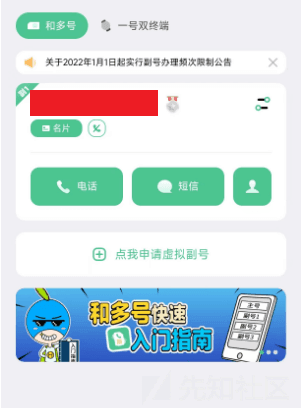 和多号 一号双终端
关于2022年1月1日起实行副号办理频次限制公告
副1
名片
电话 短信
点我申请虚拟副号
和多号快速
入门指南
主号
副号1
副号2
副号3
先知社区